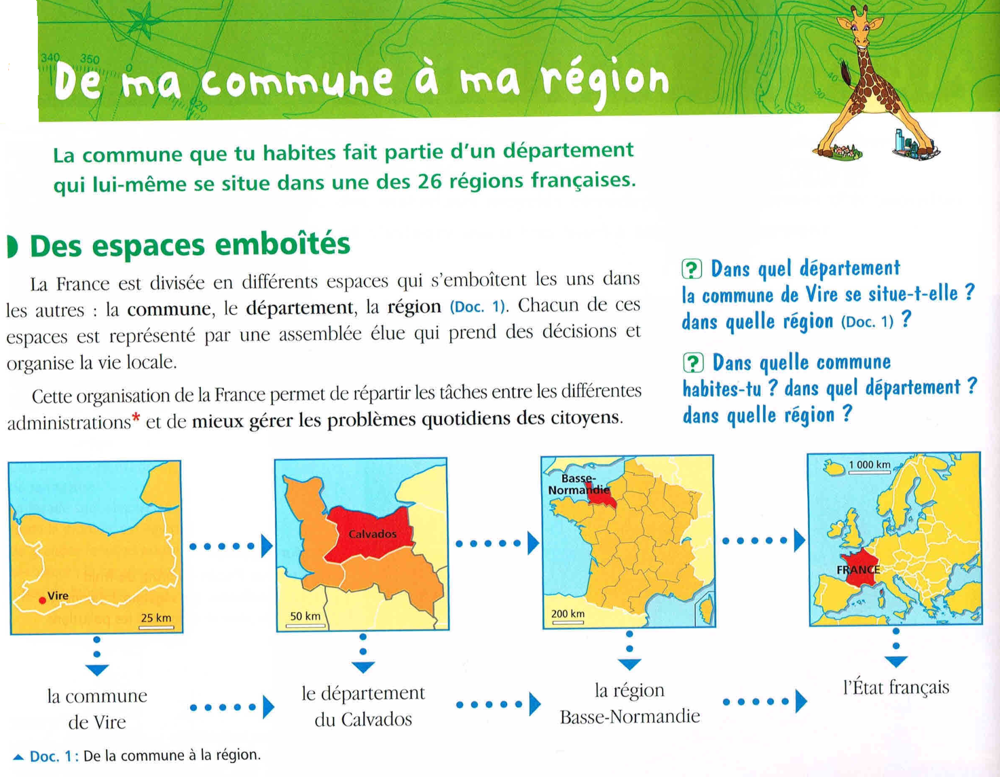 340 350 0
De ma commune à ma région
020
40
30
10 20
La commune que tu habites fait partie d'un département
qui lui-même se situe dans une des 26 régions françaises.
Des espaces emboîtés
La France est divisée en différents espaces qui s'emboîtent les uns dans
les autres : la commune, le département, la région (Doc. 1). Chacun de ces
espaces est représenté par une assemblée élue qui prend des décisions et
organise la vie locale.
Cette organisation de la France permet de répartir les tâches entre les différentes
administrations* et de mieux gérer les problèmes quotidiens des citoyens.
? Dans quel département
la commune de Vire se situe-t-elle ?
dans quelle région (Doc. 1) ?
? Dans quelle commune
habites-tu ? dans quel département ?
dans quelle région ?
Vire
25 km
Calvados
50 km
Basse-
Normandie
200 km
1 000 km
FRANCE
la commune
de Vire
le département
du Calvados
la région
Basse-Normandie
l'État français
Doc. 1 : De la commune à la région.